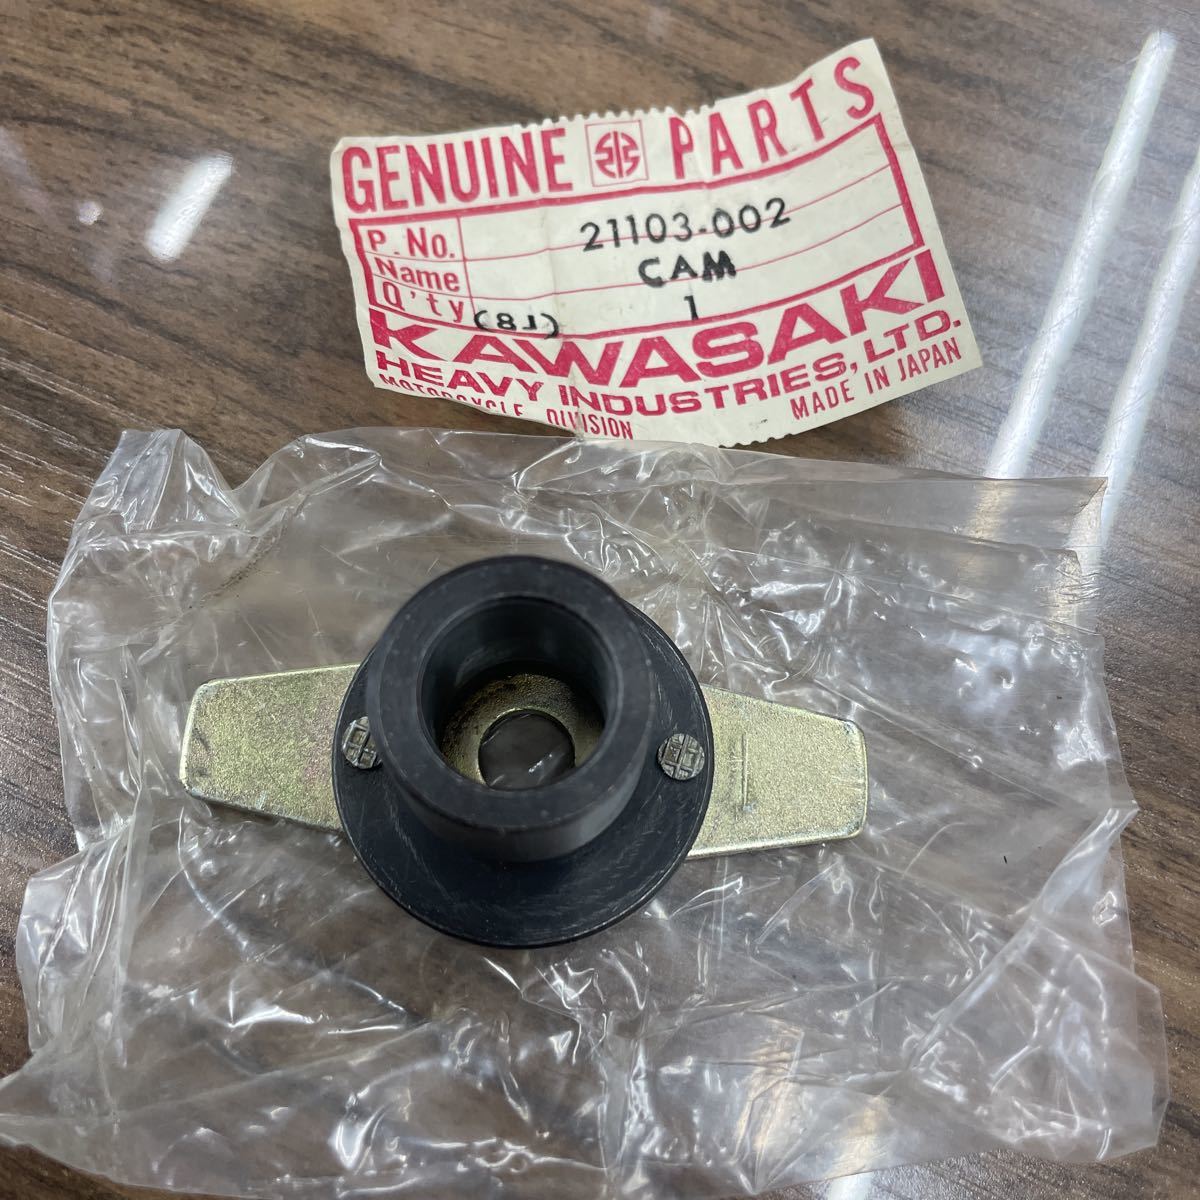 GENUINE PARTS
P. No. 21103-002
Name CAM
Q'ty (8J) 1
KAWASAKI
HEAVY INDUSTRIES, LTD.
MOTORCYCLE DIVISION MADE IN JAPAN